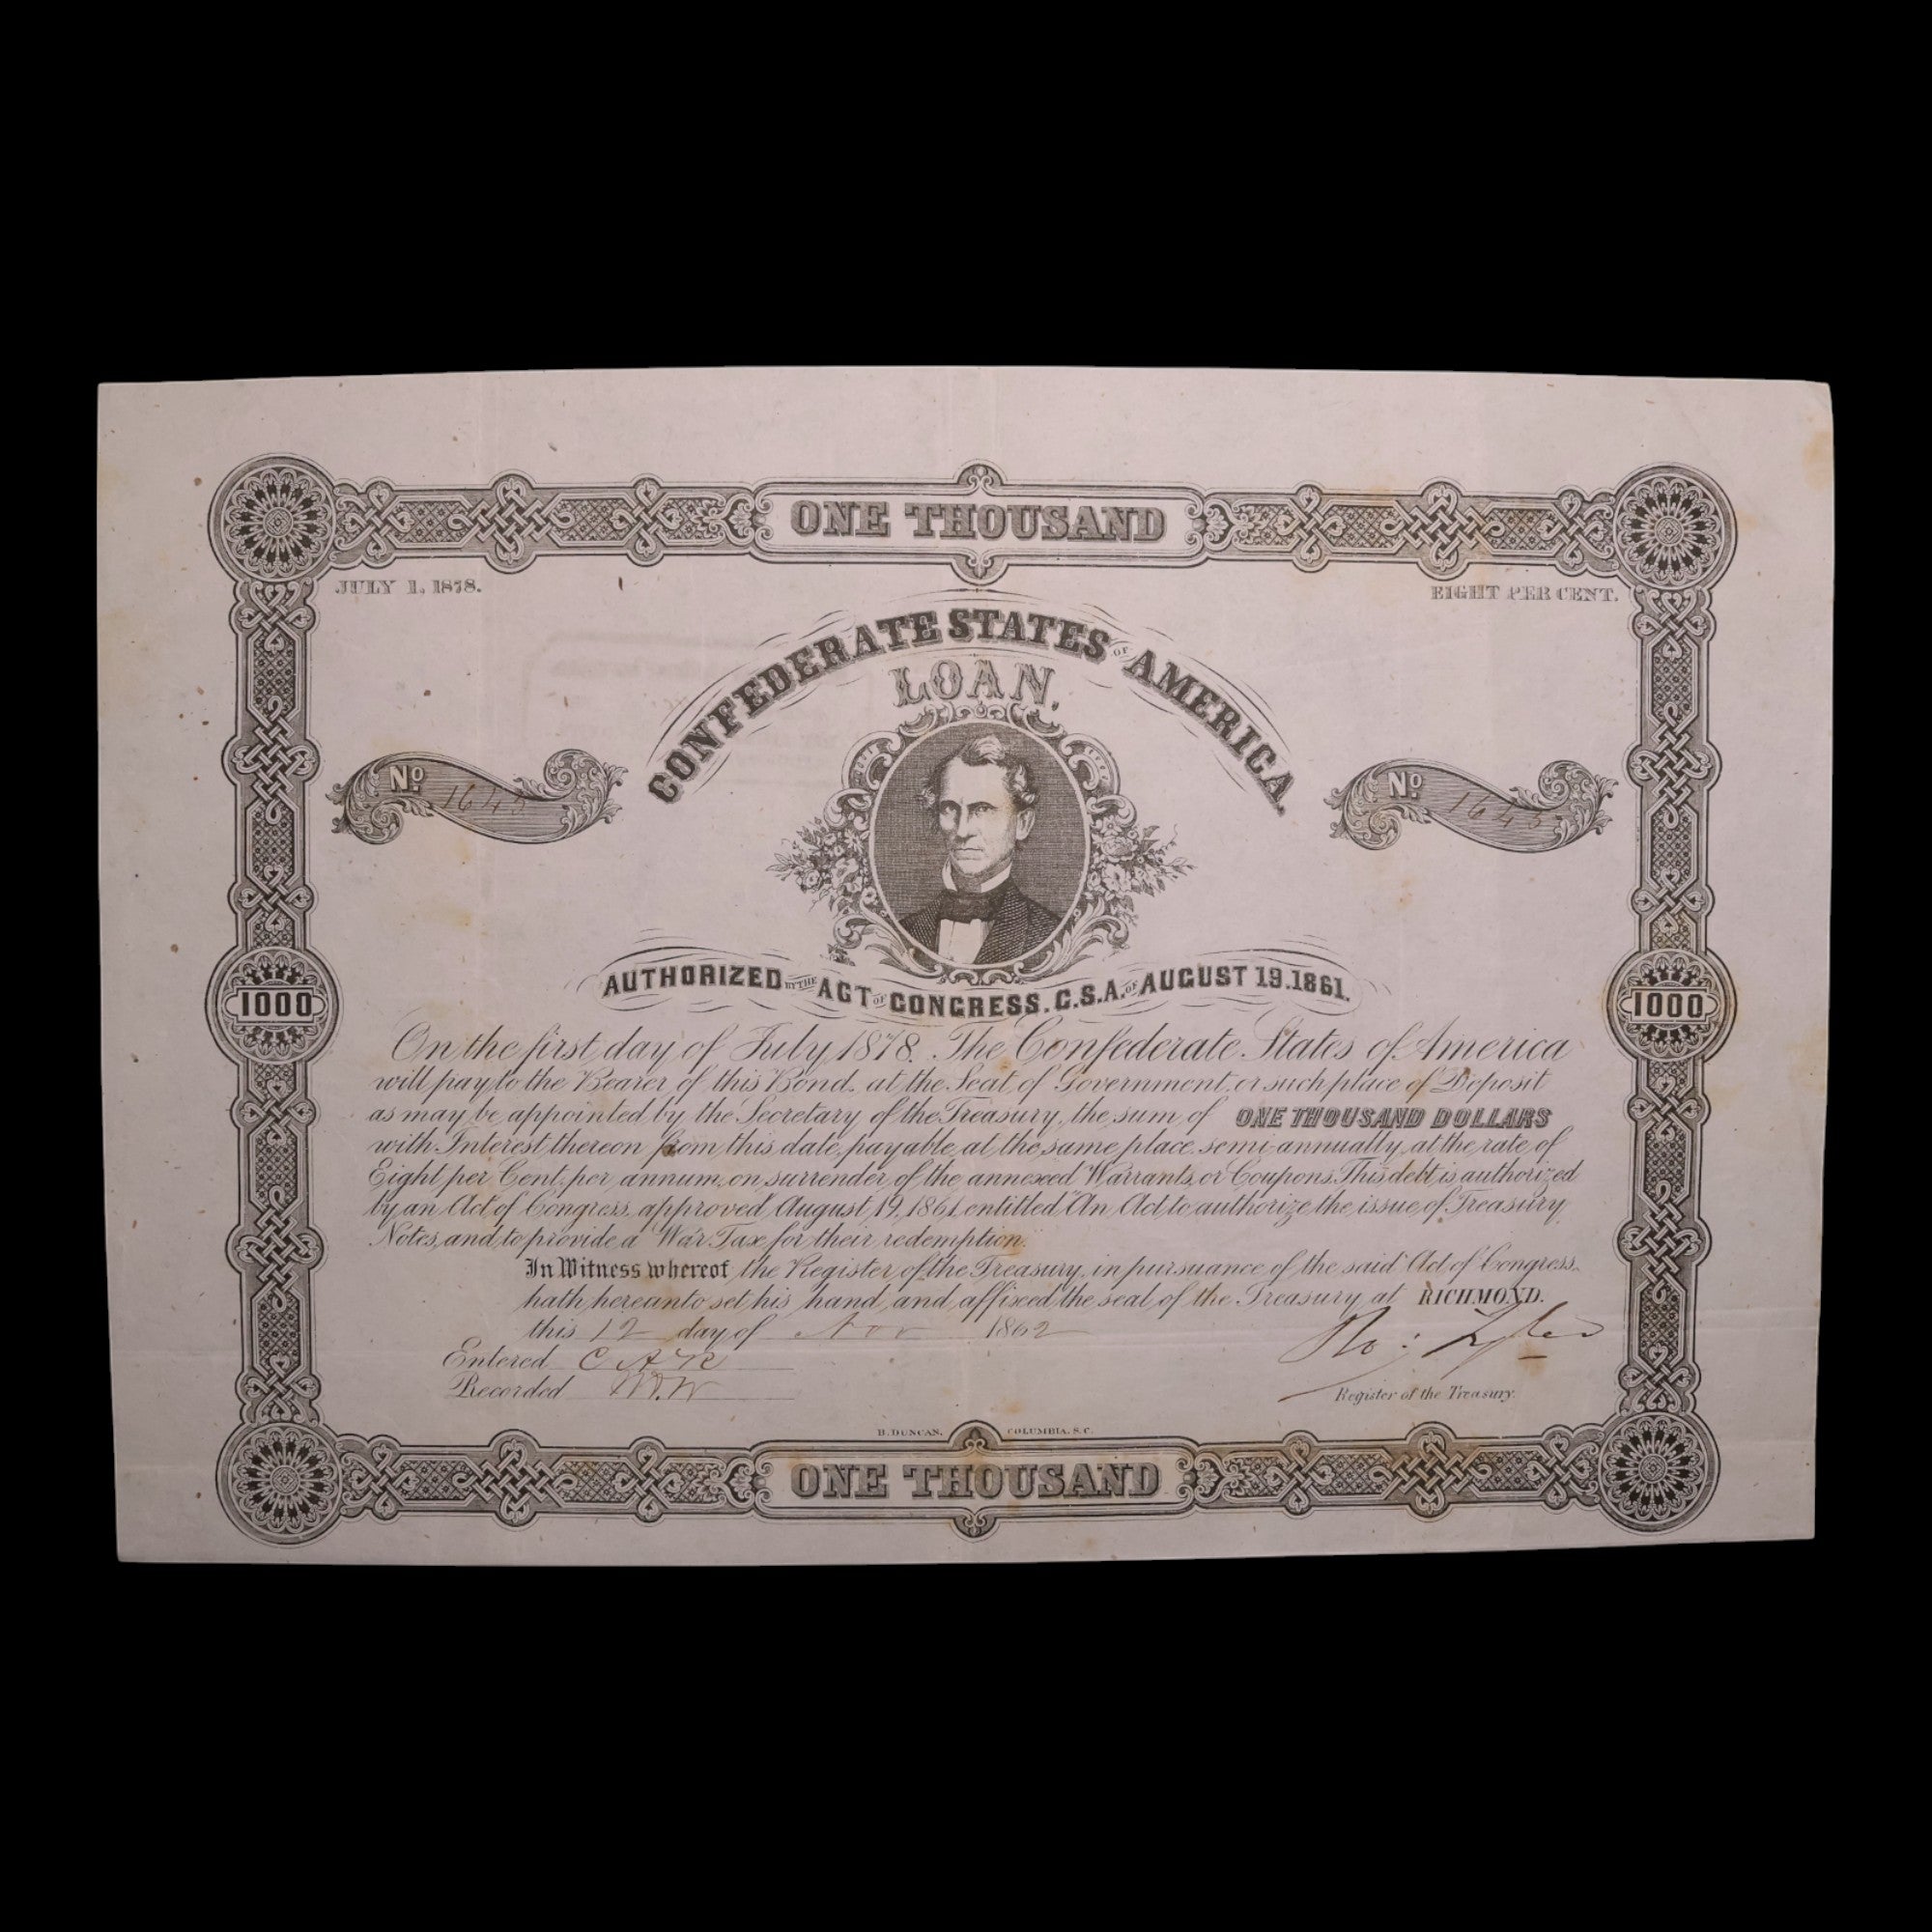 ONE THOUSAND
JULY 1, 1878.
EIGHT PER CENT.
CONFEDERATE STATES OF AMERICA.
LOAN,
No 1645
No 1645
AUTHORIZED BY THE ACT OF CONGRESS. C.S.A. OF AUGUST 19.1861.
1000
1000
On the first day of July 1878. The Confederate States of America
will pay to the Bearer of this Bond, at the Seat of Government, or such place of Deposit
as may be appointed by the Secretary of the Treasury, the sum of ONE THOUSAND DOLLARS
with Interest thereon from this date, payable at the same place semi-annually, at the rate of
Eight per Cent, per annum, on surrender of the annexed Warrants, or Coupons. This debt is authorized
by an Act of Congress, approved August 19, 1861, entitled "An Act to authorize the issue of Treasury
Notes, and to provide a War Tax for their redemption.
In Witness whereof the Register of the Treasury, in pursuance of the said Act of Congress,
hath hereunto set his hand, and affixed the seal of the Treasury, at RICHMOND.
this 12 day of Nov 1862
Ro: Tyler
Entered C A R
Recorded W.W
Register of the Treasury.
B. DUNCAN, COLUMBIA, S.C.
ONE THOUSAND